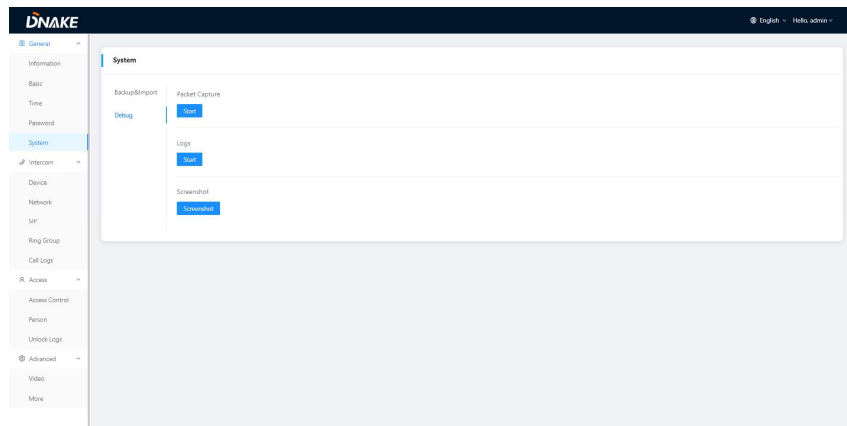 DNAKE
English
Hello, admin
General
Information
Basic
Time
Password
System
Intercom
Device
Network
SIP
Ring Group
Call Logs
Access
Access Control
Person
Unlock Logs
Advanced
Video
More
System
Backup&Import
Debug
Packet Capture
Start
Logs
Start
Screenshot
Screenshot